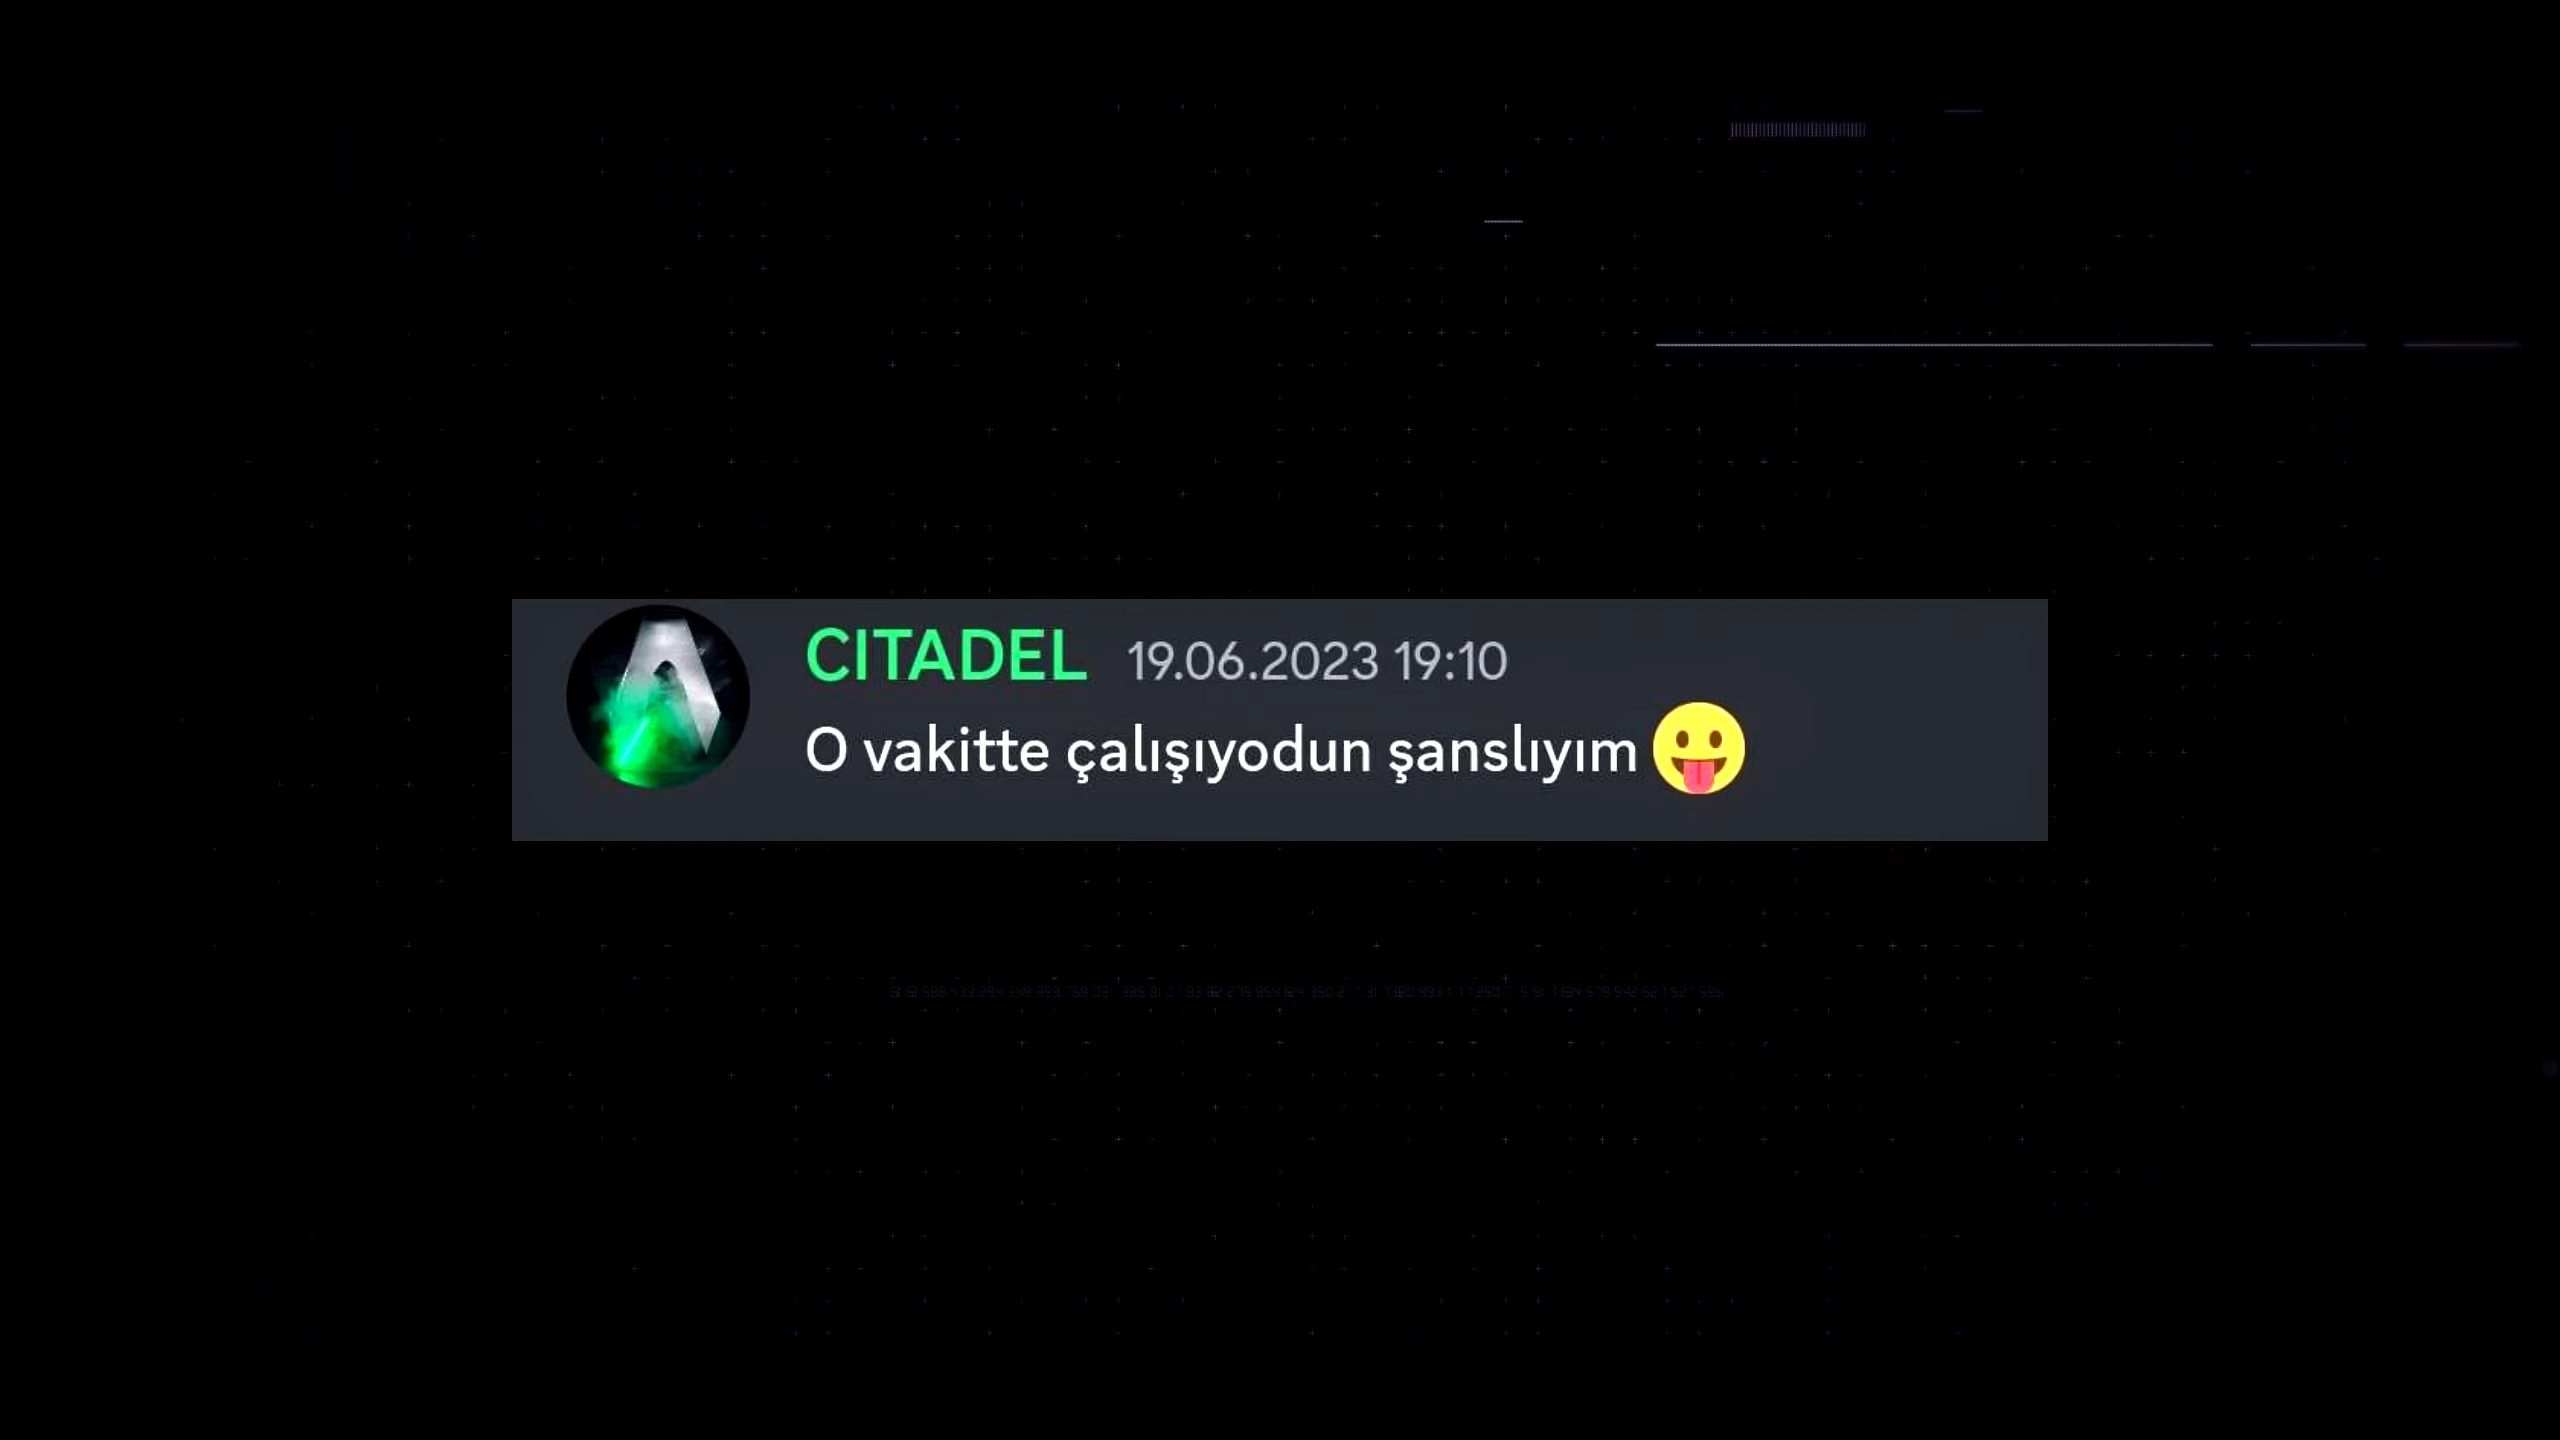 CITADEL 19.06.2023 19:10
O vakitte çalışıyodun şanslıyım 😛